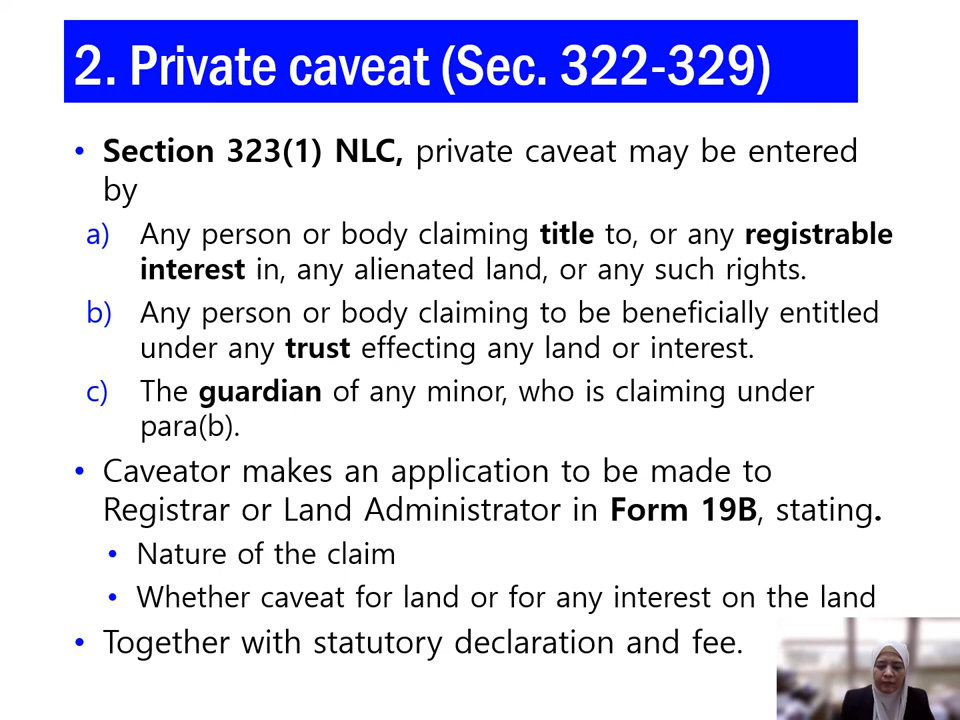 2. Private caveat (Sec. 322-329)
• Section 323(1) NLC, private caveat may be entered
by
a) Any person or body claiming title to, or any registrable
interest in, any alienated land, or any such rights.
b) Any person or body claiming to be beneficially entitled
under any trust effecting any land or interest.
c) The guardian of any minor, who is claiming under
para(b).
• Caveator makes an application to be made to
Registrar or Land Administrator in Form 19B, stating.
• Nature of the claim
• Whether caveat for land or for any interest on the land
• Together with statutory declaration and fee.